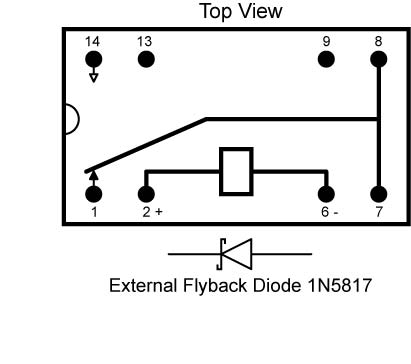 Top View
14 13 9 8
1 2 + 6 - 7
External Flyback Diode 1N5817